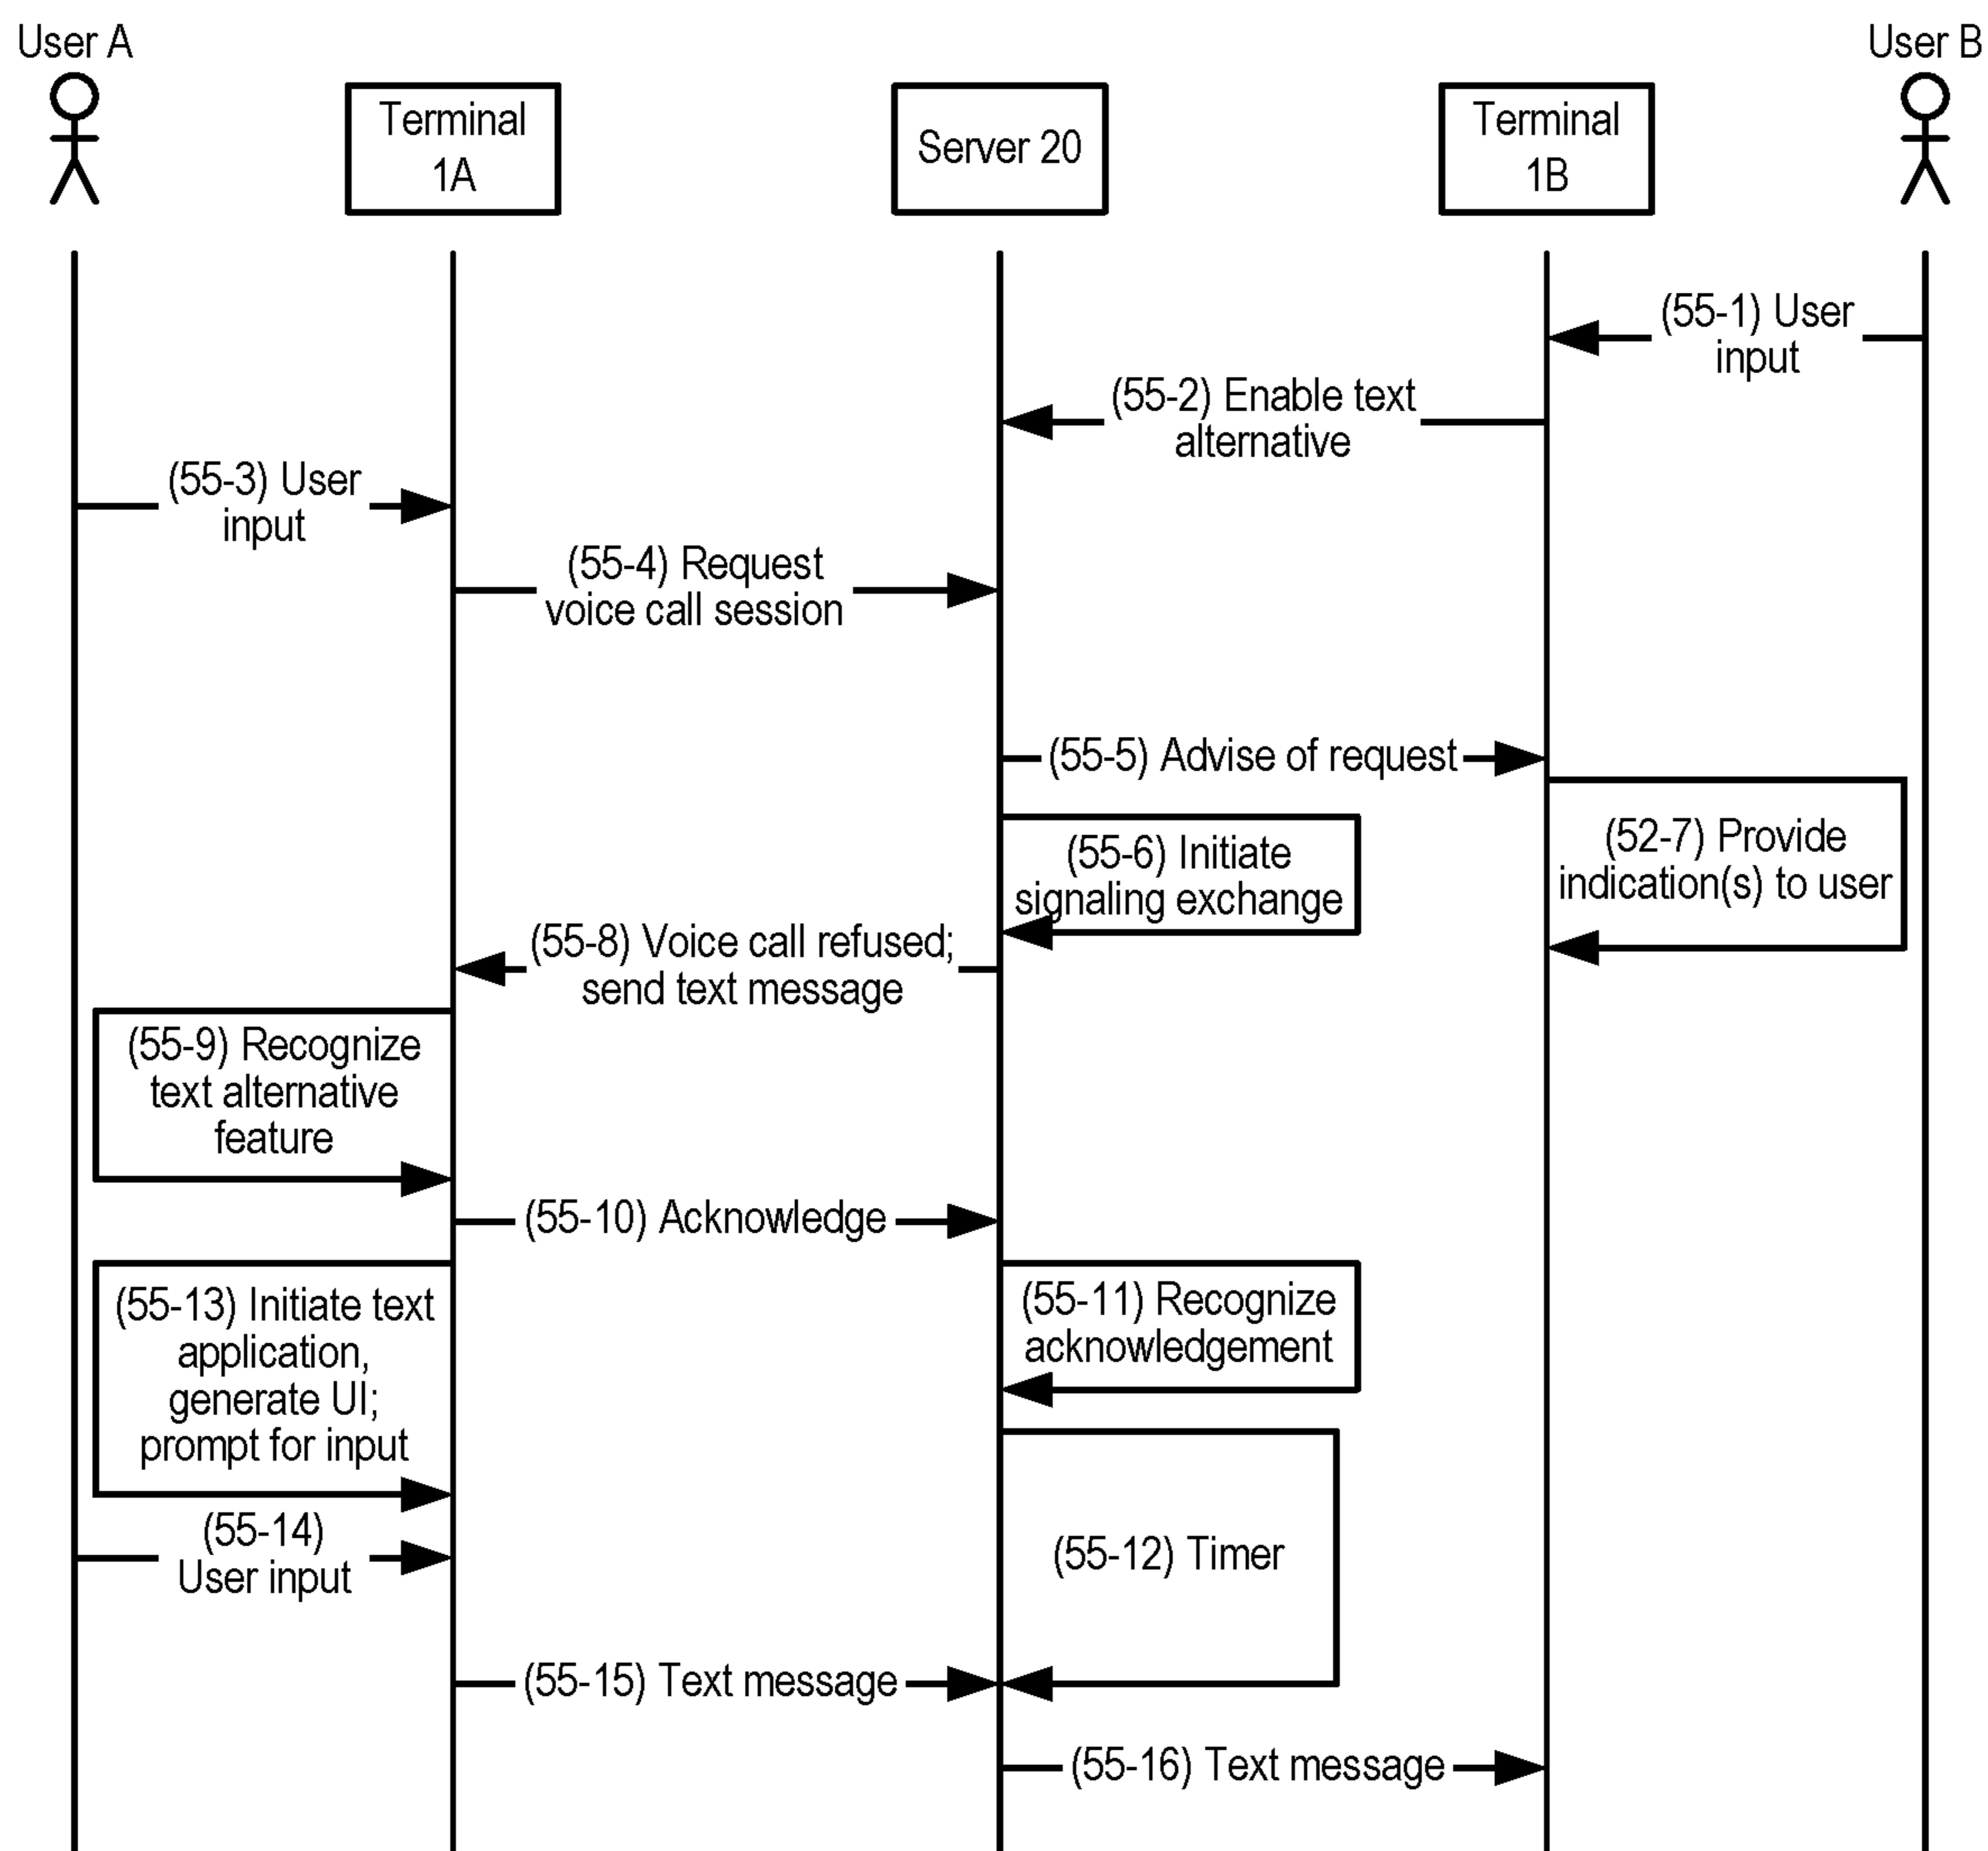 User A
User B
Terminal
1A
Server 20
Terminal
1B
(55-1) User
input
(55-2) Enable text
alternative
(55-3) User
input
(55-4) Request
voice call session
(55-5) Advise of request
(52-7) Provide
indication(s) to user
(55-6) Initiate
signaling exchange
(55-8) Voice call refused;
send text message
(55-9) Recognize
text alternative
feature
(55-10) Acknowledge
(55-11) Recognize
acknowledgement
(55-13) Initiate text
application,
generate UI;
prompt for input
(55-14)
User input
(55-12) Timer
(55-15) Text message
(55-16) Text message